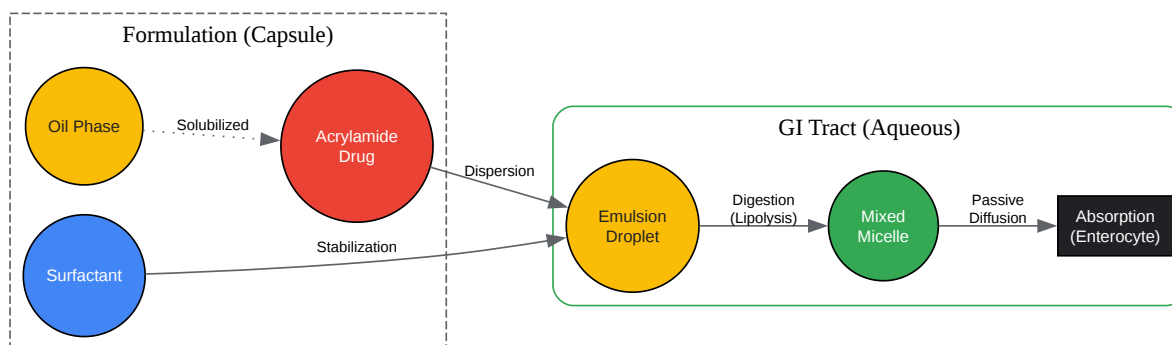 Formulation (Capsule)
Oil Phase
Solubilized
Acrylamide
Drug
Surfactant
Stabilization
Dispersion
GI Tract (Aqueous)
Emulsion
Droplet
Digestion
(Lipolysis)
Mixed
Micelle
Passive
Diffusion
Absorption
(Enterocyte)